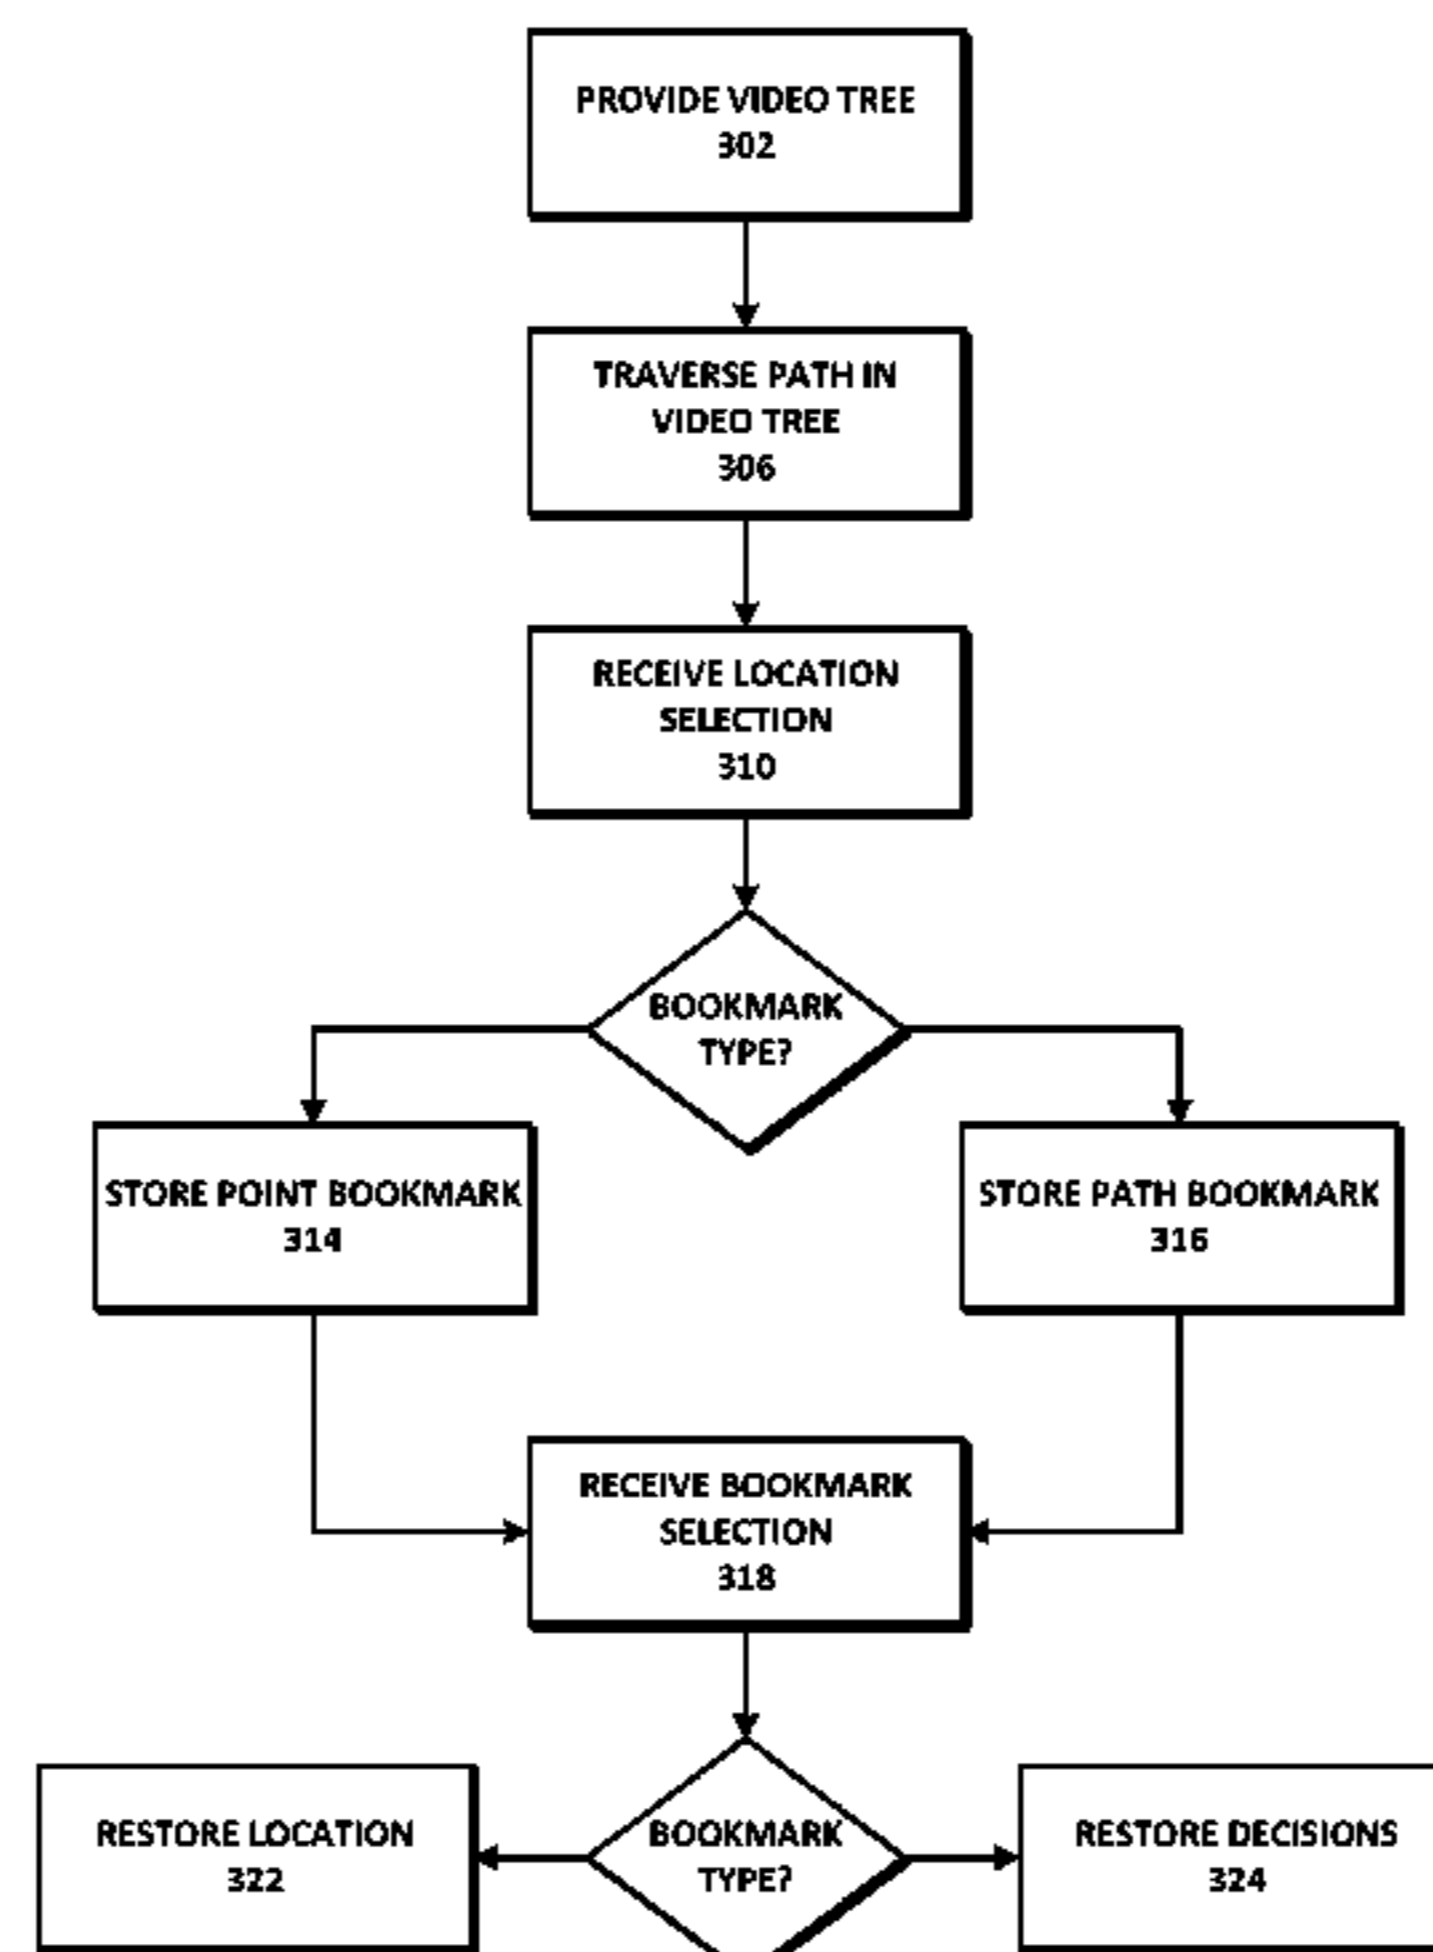 PROVIDE VIDEO TREE
302
TRAVERSE PATH IN
VIDEO TREE
306
RECEIVE LOCATION
SELECTION
310
BOOKMARK
TYPE?
STORE POINT BOOKMARK
314
STORE PATH BOOKMARK
316
RECEIVE BOOKMARK
SELECTION
318
RESTORE LOCATION
322
BOOKMARK
TYPE?
RESTORE DECISIONS
324